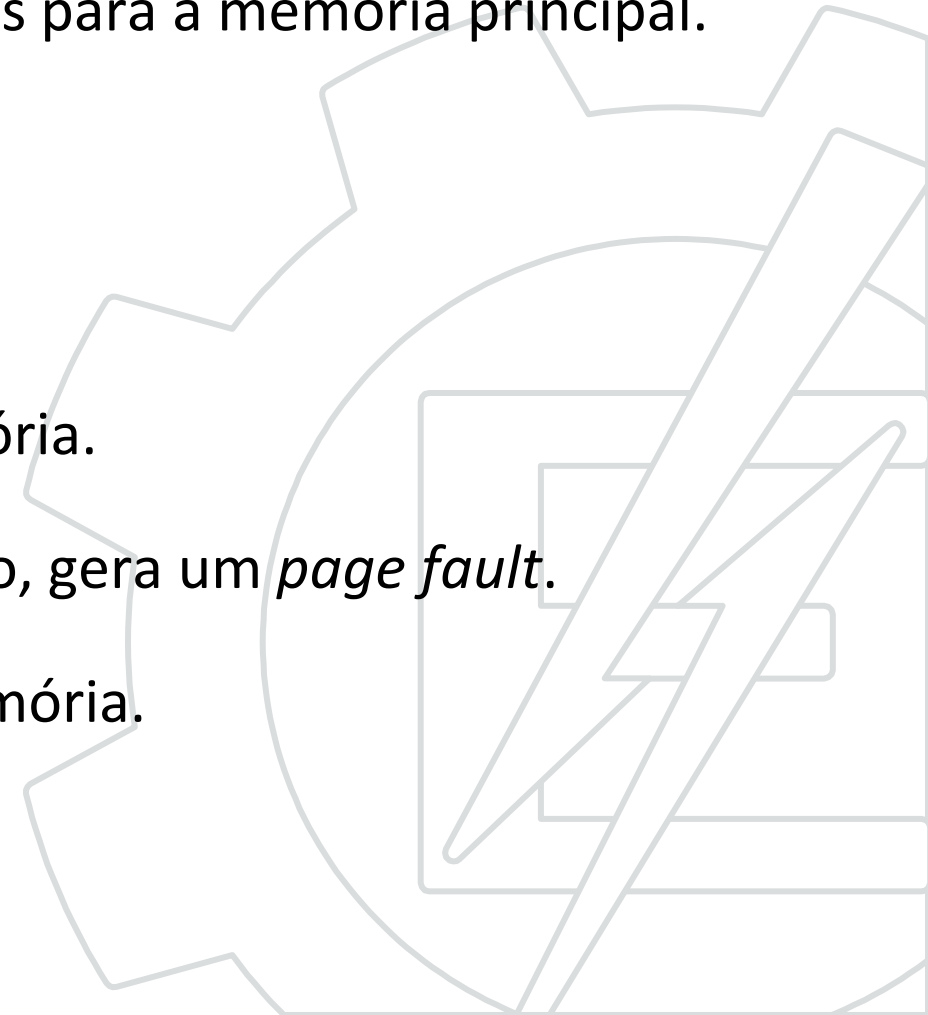 s para a memória principal.
ória.
o, gera um page fault.
mória.